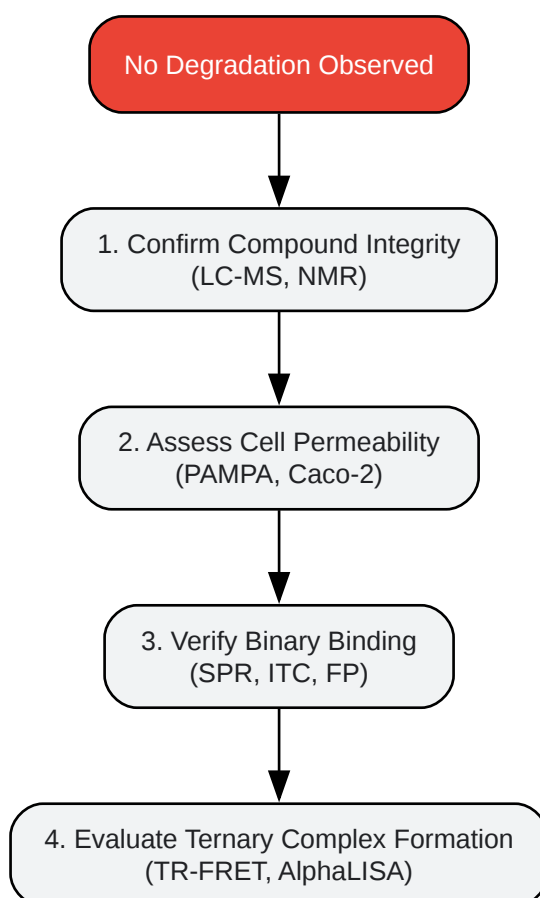 No Degradation Observed
1. Confirm Compound Integrity
(LC-MS, NMR)
2. Assess Cell Permeability
(PAMPA, Caco-2)
3. Verify Binary Binding
(SPR, ITC, FP)
4. Evaluate Ternary Complex Formation
(TR-FRET, AlphaLISA)